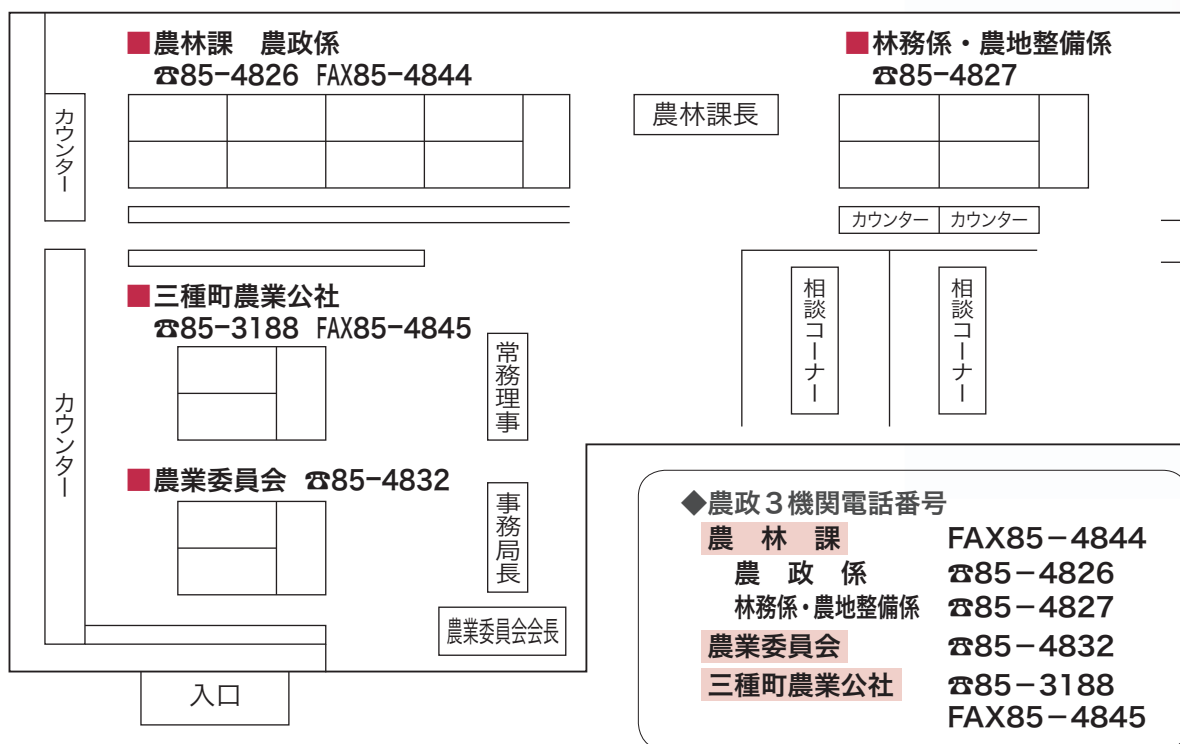 ■農林課　農政係
☎85-4826 FAX85-4844
■林務係・農地整備係
☎85-4827
カウンター
農林課長
カウンター
カウンター
■三種町農業公社
☎85-3188 FAX85-4845
常務理事
相談コーナー
相談コーナー
カウンター
■農業委員会 ☎85-4832
事務局長
農業委員会会長
入口
◆農政３機関電話番号
農　林　課 FAX85−4844
農　政　係 ☎85−4826
林務係・農地整備係 ☎85−4827
農業委員会 ☎85−4832
三種町農業公社 ☎85−3188
FAX85−4845